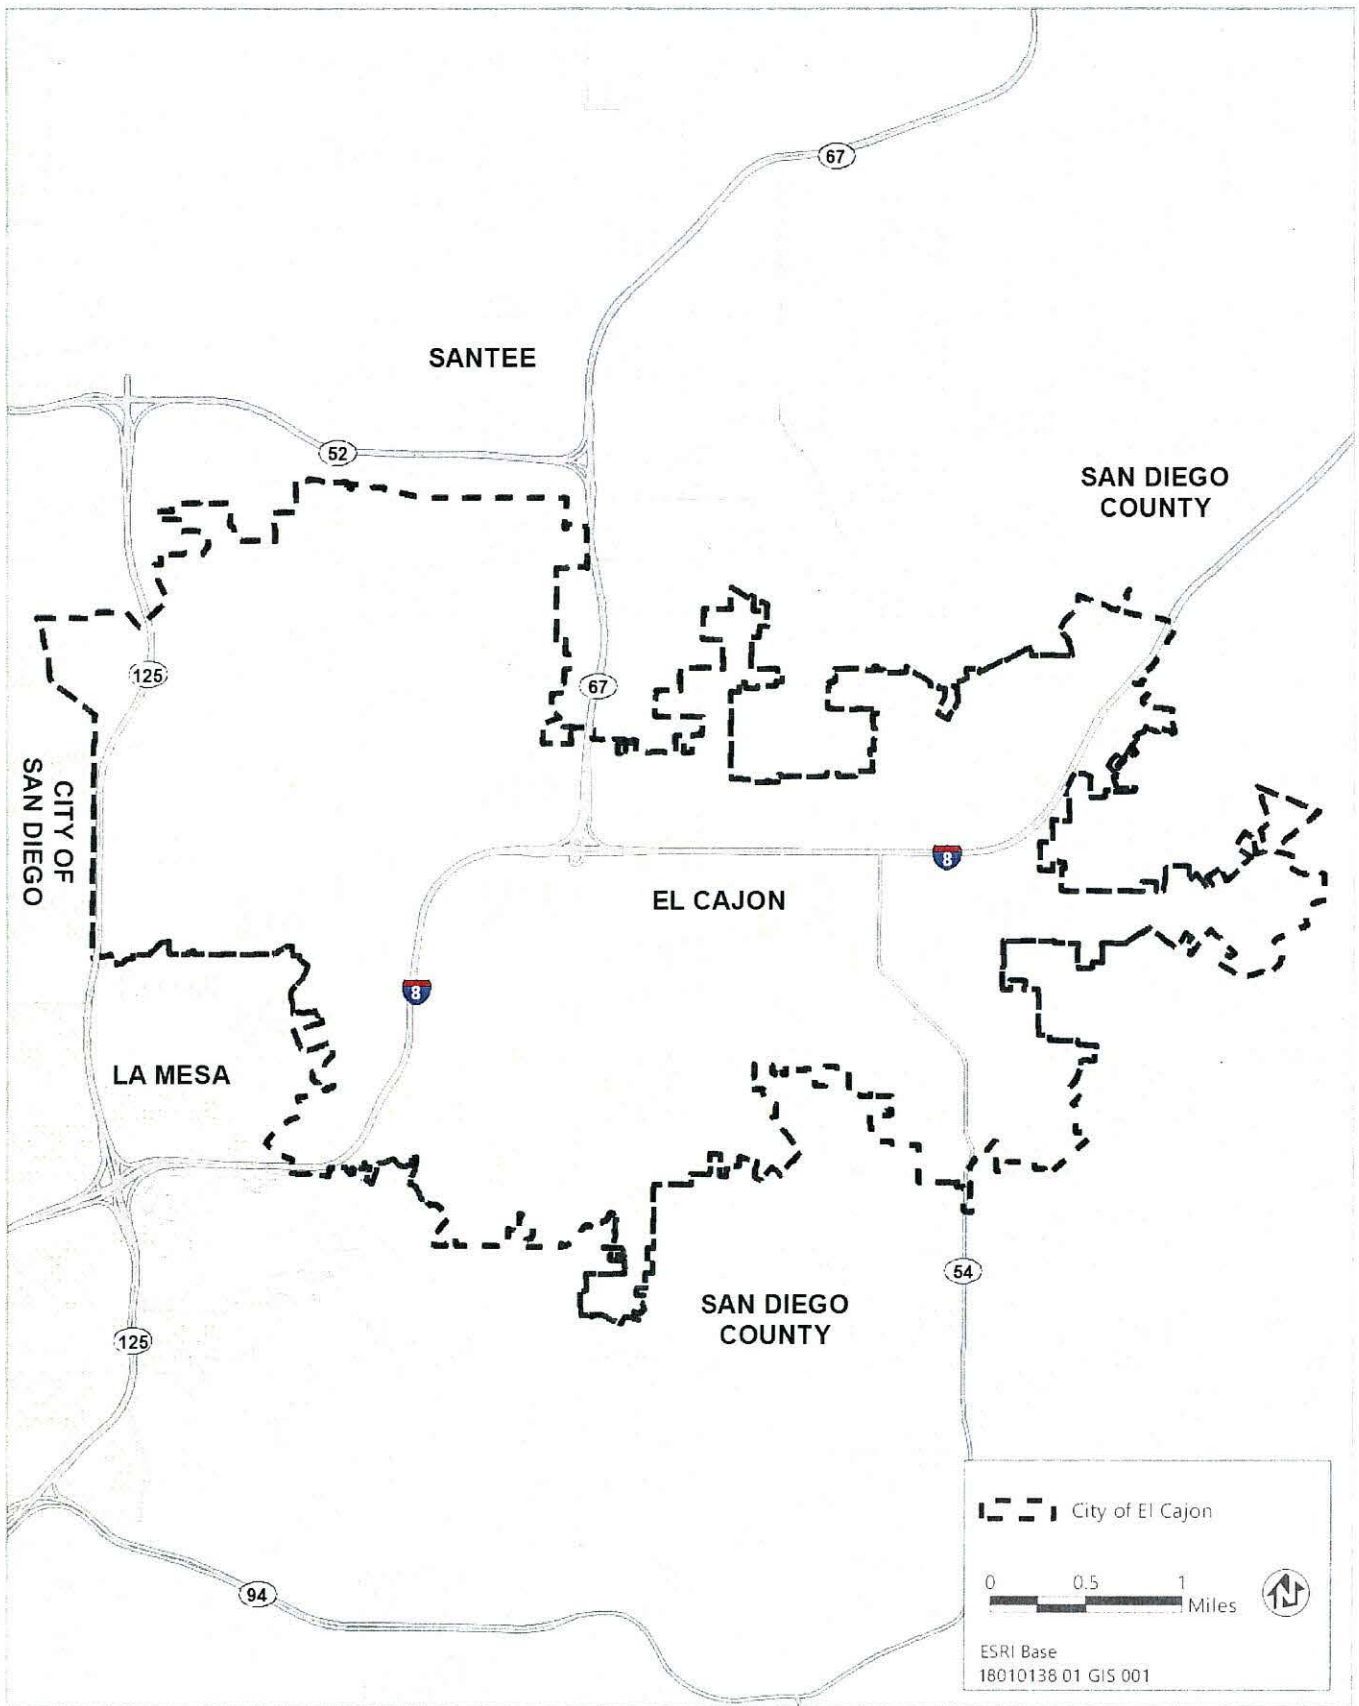 67
SANTEE
52
SAN DIEGO
COUNTY
125
67
CITY OF
SAN DIEGO
8
EL CAJON
8
LA MESA
54
SAN DIEGO
COUNTY
125
City of El Cajon
0 0.5 1
Miles
N
94
ESRI Base
18010138 01 GIS 001